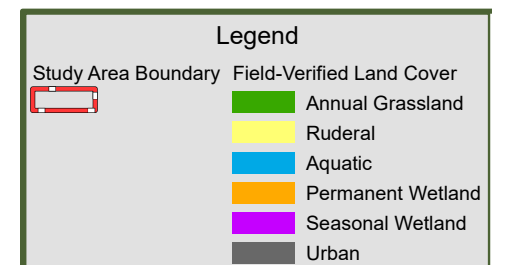 Legend
Study Area Boundary
Field-Verified Land Cover
Annual Grassland
Ruderal
Aquatic
Permanent Wetland
Seasonal Wetland
Urban